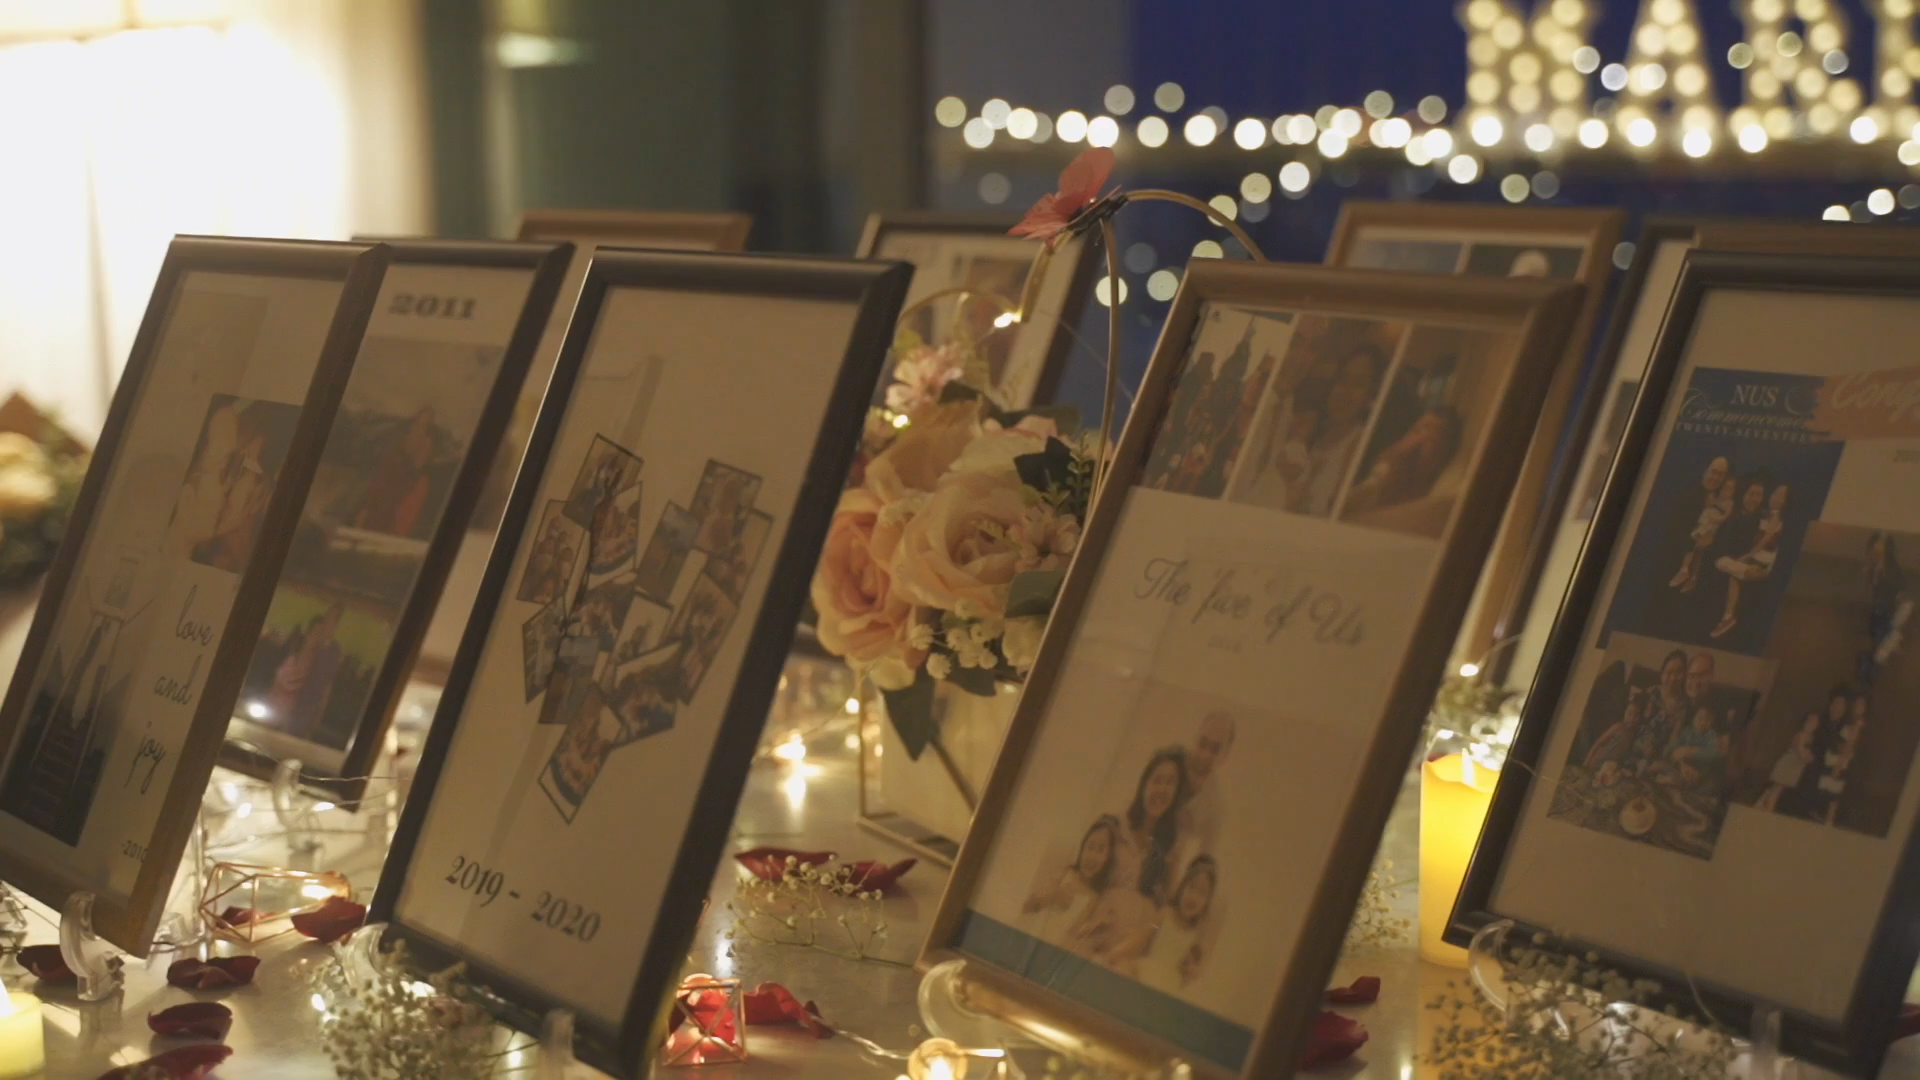 2011
love
and
joy
2019 - 2020
The five of Us
NUS
Commencement
TWENTY-SEVENTEEN